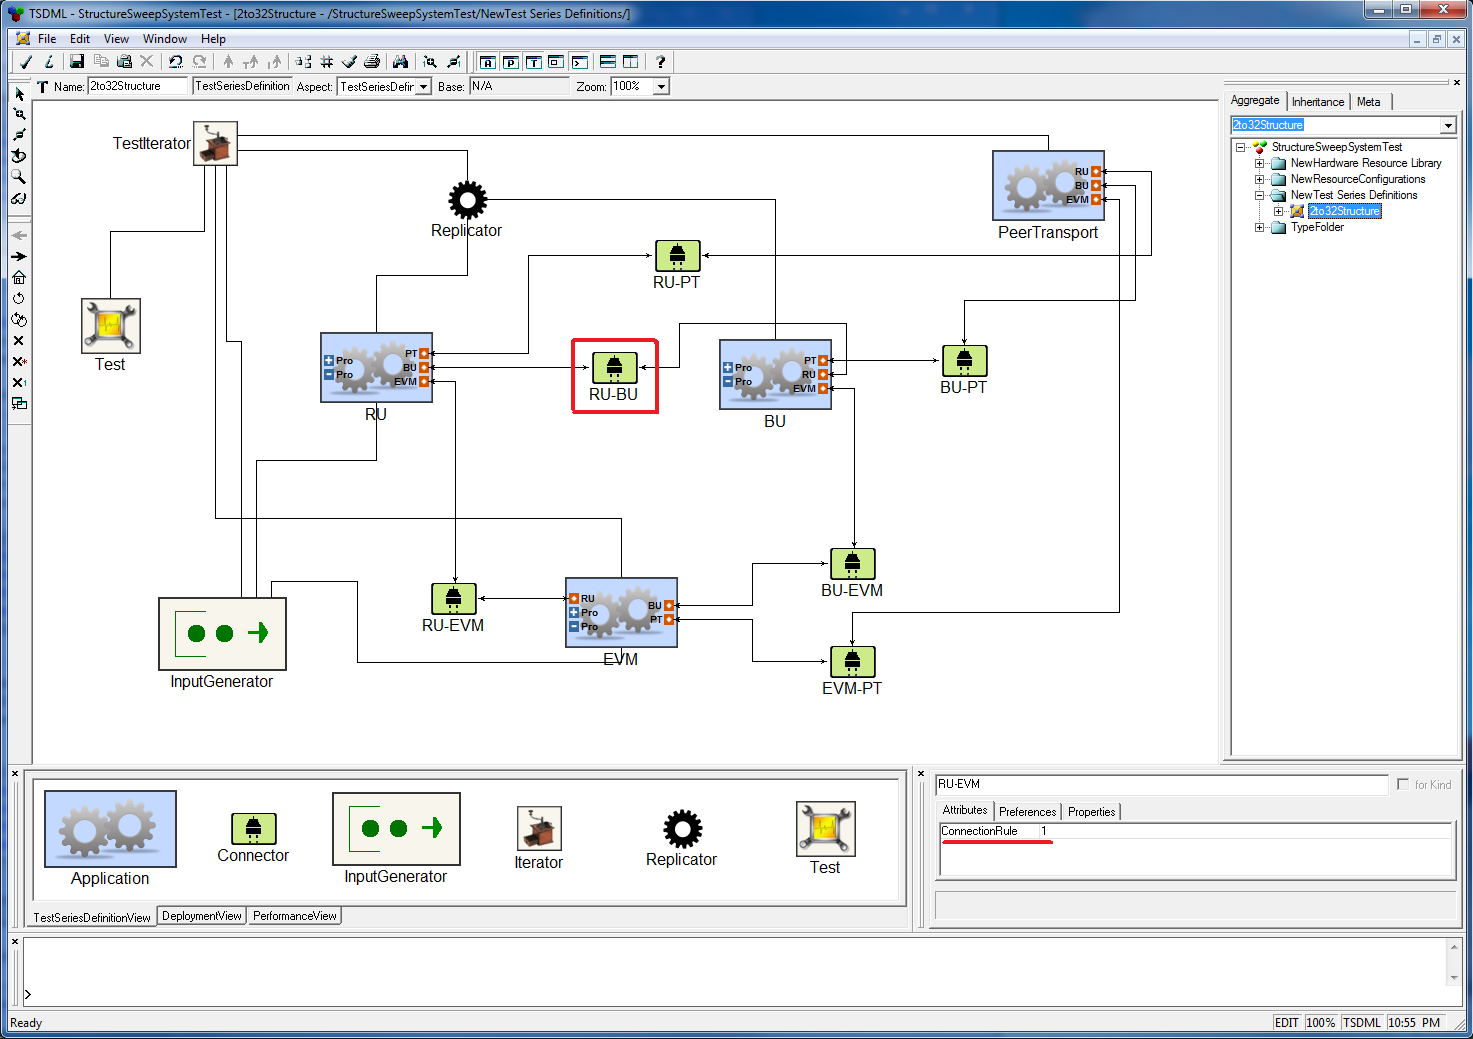 TSDML - StructureSweepSystemTest - [2to32Structure - /StructureSweepSystemTest/NewTest Series Definitions/]
File Edit View Window Help
Name: 2to32Structure TestSeriesDefinition Aspect: TestSeriesDefir Base: N/A Zoom: 100%
TestIterator
Replicator
Test
RU-PT
RU
BU
EVM
PeerTransport
Pro
Pro
PT
BU
EVM
RU
RU-BU
Pro
Pro
PT
RU
EVM
BU
BU-PT
RU-EVM
RU
Pro
Pro
BU
PT
EVM
BU-EVM
EVM-PT
InputGenerator
Aggregate Inheritance Meta
2to32Structure
StructureSweepSystemTest
NewHardware Resource Library
NewResourceConfigurations
NewTest Series Definitions
2to32Structure
TypeFolder
Application
Connector
InputGenerator
Iterator
Replicator
Test
TestSeriesDefinitionView DeploymentView PerformanceView
RU-EVM
for Kind
Attributes Preferences Properties
ConnectionRule 1
>
Ready
EDIT 100% TSDML 10:55 PM